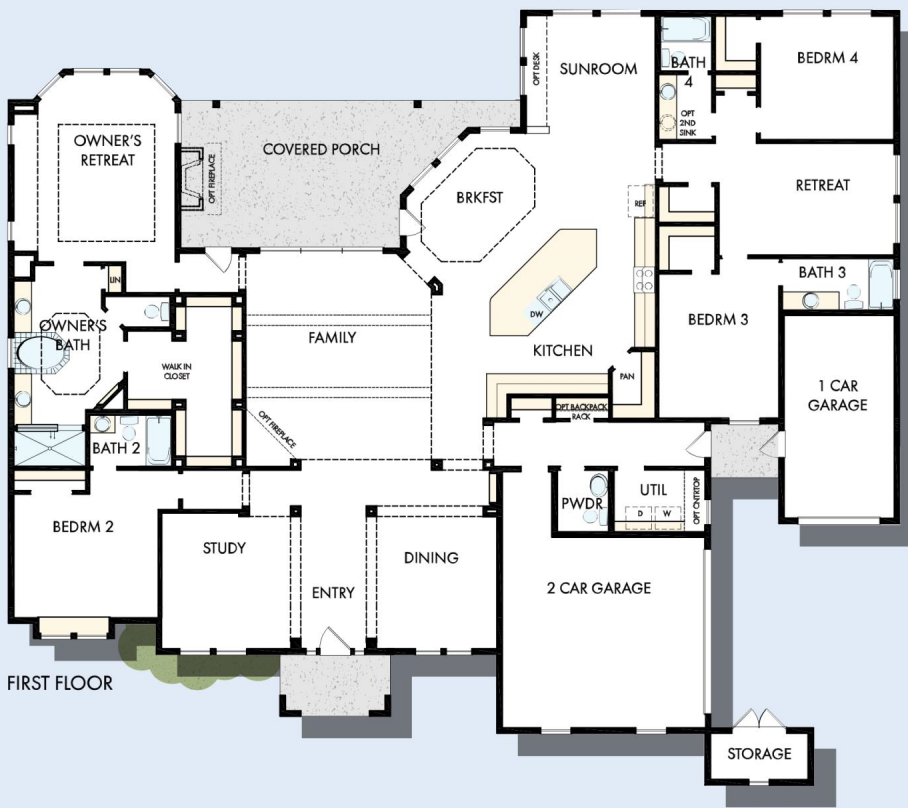 SUNROOM
OPT DESK
BATH
4
OPT
2ND
SINK
BEDRM 4
OWNER'S
RETREAT
COVERED PORCH
OPT FIREPLACE
BRKFST
RETREAT
REF
LIN
OWNER'S
BATH
WALK IN
CLOSET
FAMILY
DW
KITCHEN
BEDRM 3
BATH 3
PAN
1 CAR
GARAGE
OPT FIREPLACE
OPT BACKPACK
RACK
BATH 2
BEDRM 2
STUDY
ENTRY
DINING
PWDR
UTIL
D
W
OPT CNTRTOP
2 CAR GARAGE
FIRST FLOOR
STORAGE